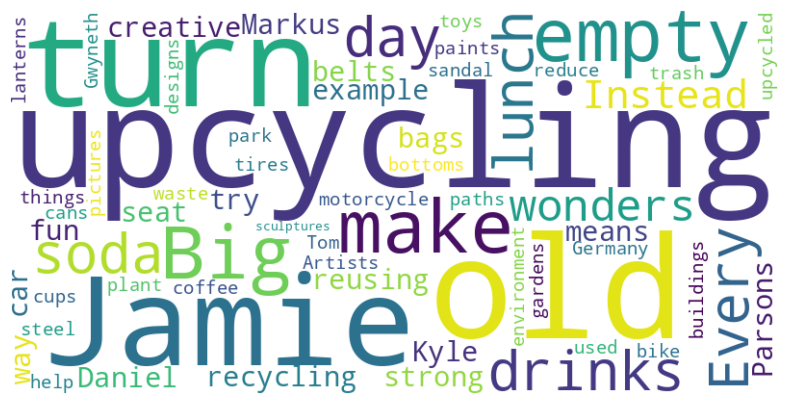 lanterns
Gwyneth
creative
Markus
day
toys
empty
turn
designs
belts
paints
sandal
reduce
trash
upcycled
example
lunch
Instead
upcycling
park
bags
tires
bottoms
pictures
things
waste
try
motorcycle
paths
wonders
cans
seat
fun
sculptures
make
means
soda
Big
Tom
Artists
Germany
old
Every
reusing
environment
gardens
buildings
Parsons
car
plant
coffee
cups
Jamie
steel
way
Kyle
used
bike
help
Daniel
recycling
strong
drinks